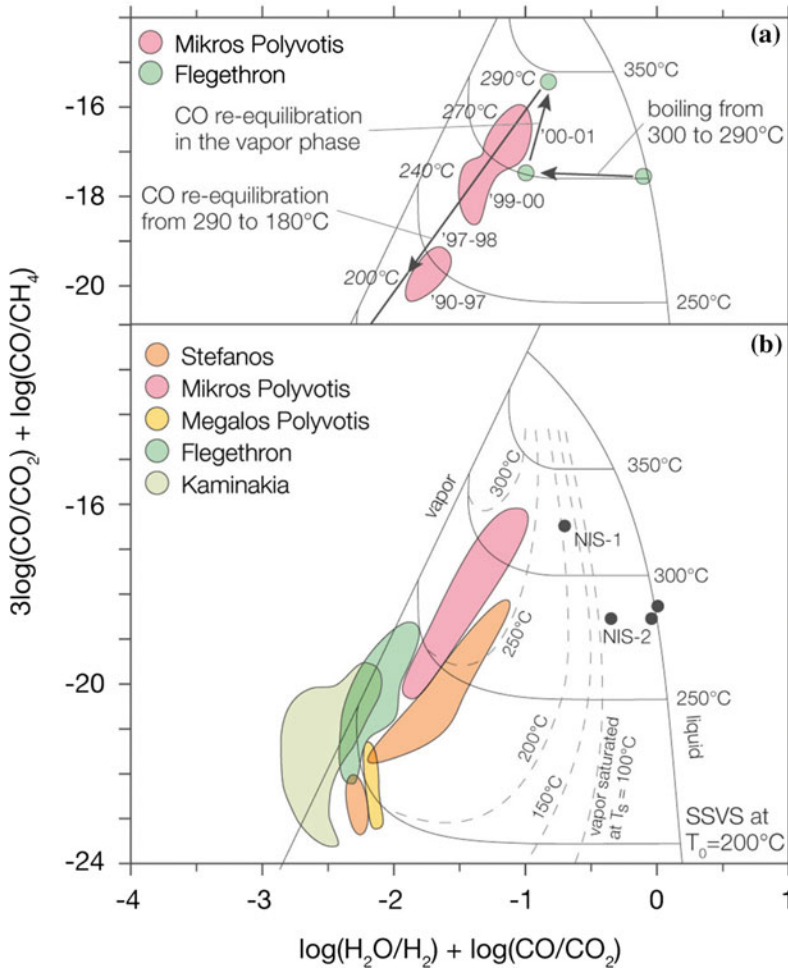 (a)
Mikros Polyvotis
Flegethron
CO re-equilibration
in the vapor phase
CO re-equilibration
from 290 to 180°C
290°C
270°C
240°C
200°C
'00-01
'99-00
'97-98
'90-97
boiling from
300 to 290°C
350°C
250°C
-16
-18
-20
(b)
Stefanos
Mikros Polyvotis
Megalos Polyvotis
Flegethron
Kaminakia
vapor
300°C
250°C
200°C
150°C
vapor saturated
at Ts = 100°C
350°C
NIS-1
300°C
NIS-2
250°C
liquid
SSVS at
T0=200°C
-16
-20
-24
3log(CO/CO2) + log(CO/CH4)
-4
-3
-2
-1
0
1
log(H2O/H2) + log(CO/CO2)